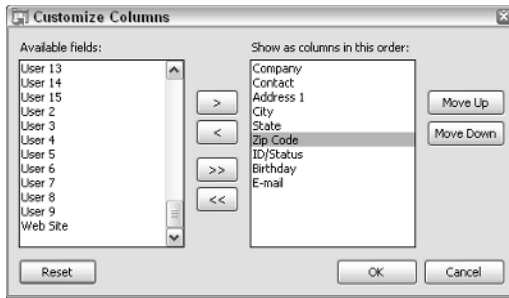 Customize Columns
Available fields:
User 13
User 14
User 15
User 2
User 3
User 4
User 5
User 6
User 7
User 8
User 9
Web Site
>
<
>>
<<
Show as columns in this order:
Company
Contact
Address 1
City
State
Zip Code
ID/Status
Birthday
E-mail
Move Up
Move Down
Reset
OK
Cancel